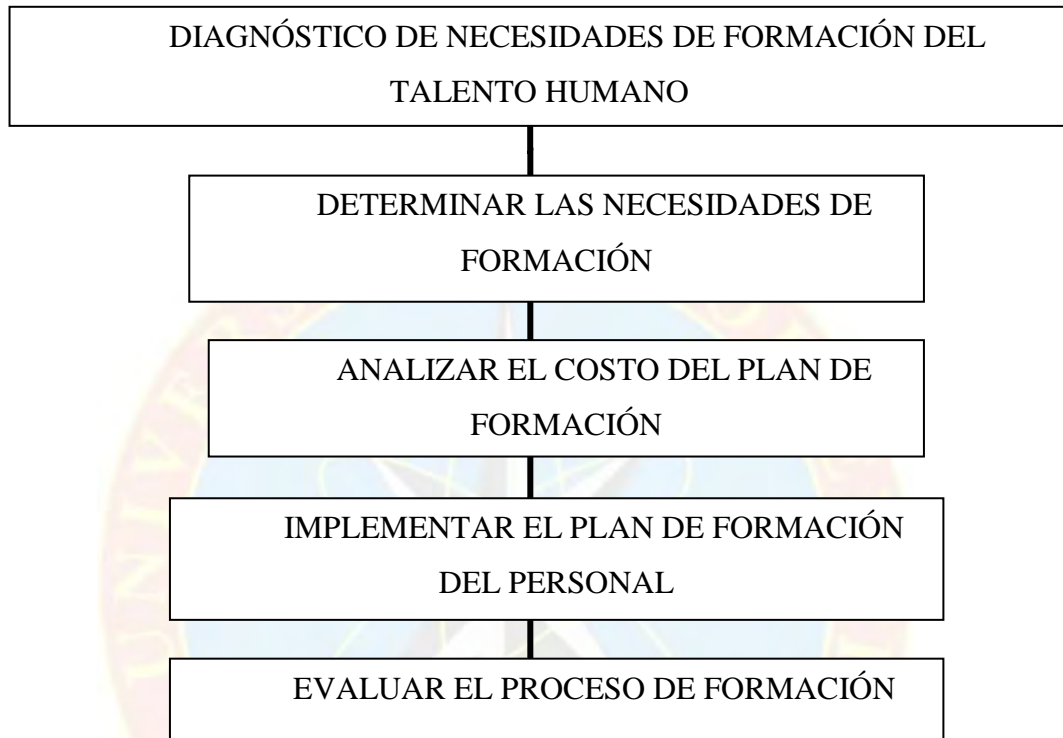 DIAGNÓSTICO DE NECESIDADES DE FORMACIÓN DEL
TALENTO HUMANO
DETERMINAR LAS NECESIDADES DE
FORMACIÓN
ANALIZAR EL COSTO DEL PLAN DE
FORMACIÓN
IMPLEMENTAR EL PLAN DE FORMACIÓN
DEL PERSONAL
EVALUAR EL PROCESO DE FORMACIÓN